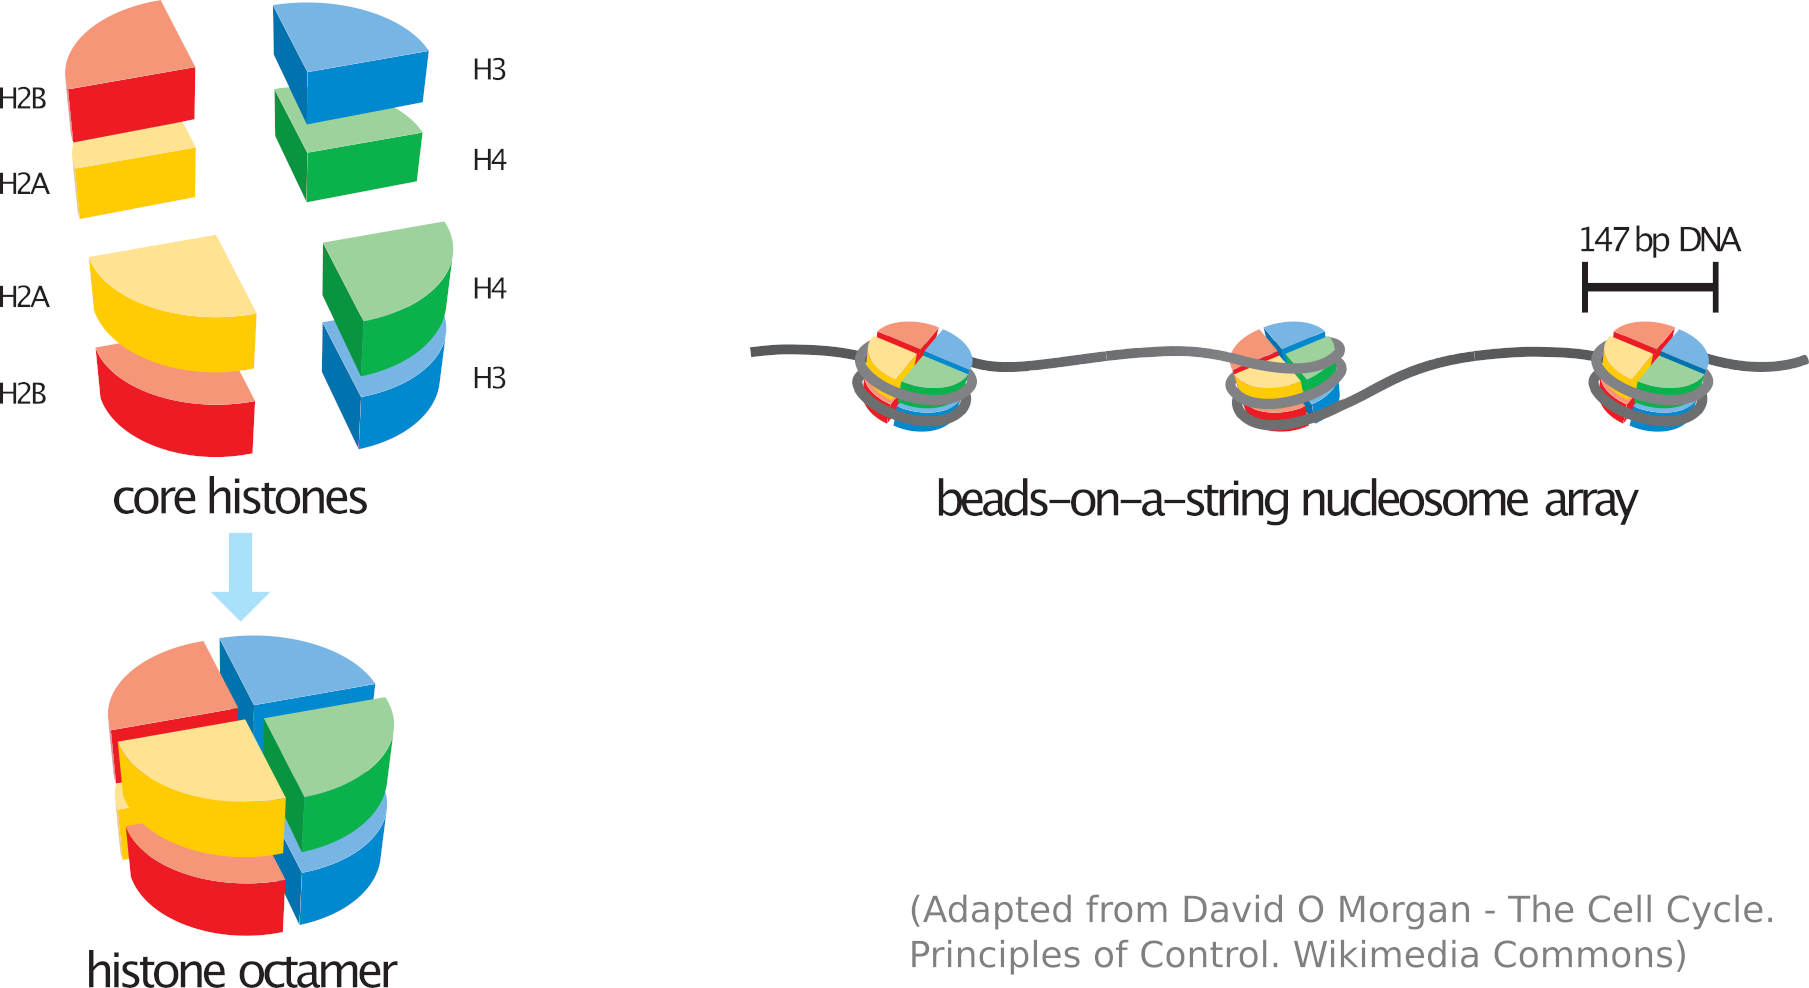 H2B
H3
H2A
H4
H2A
H4
H2B
H3
core histones
histone octamer
147 bp DNA
beads–on–a–string nucleosome array
(Adapted from David O Morgan - The Cell Cycle.
Principles of Control. Wikimedia Commons)